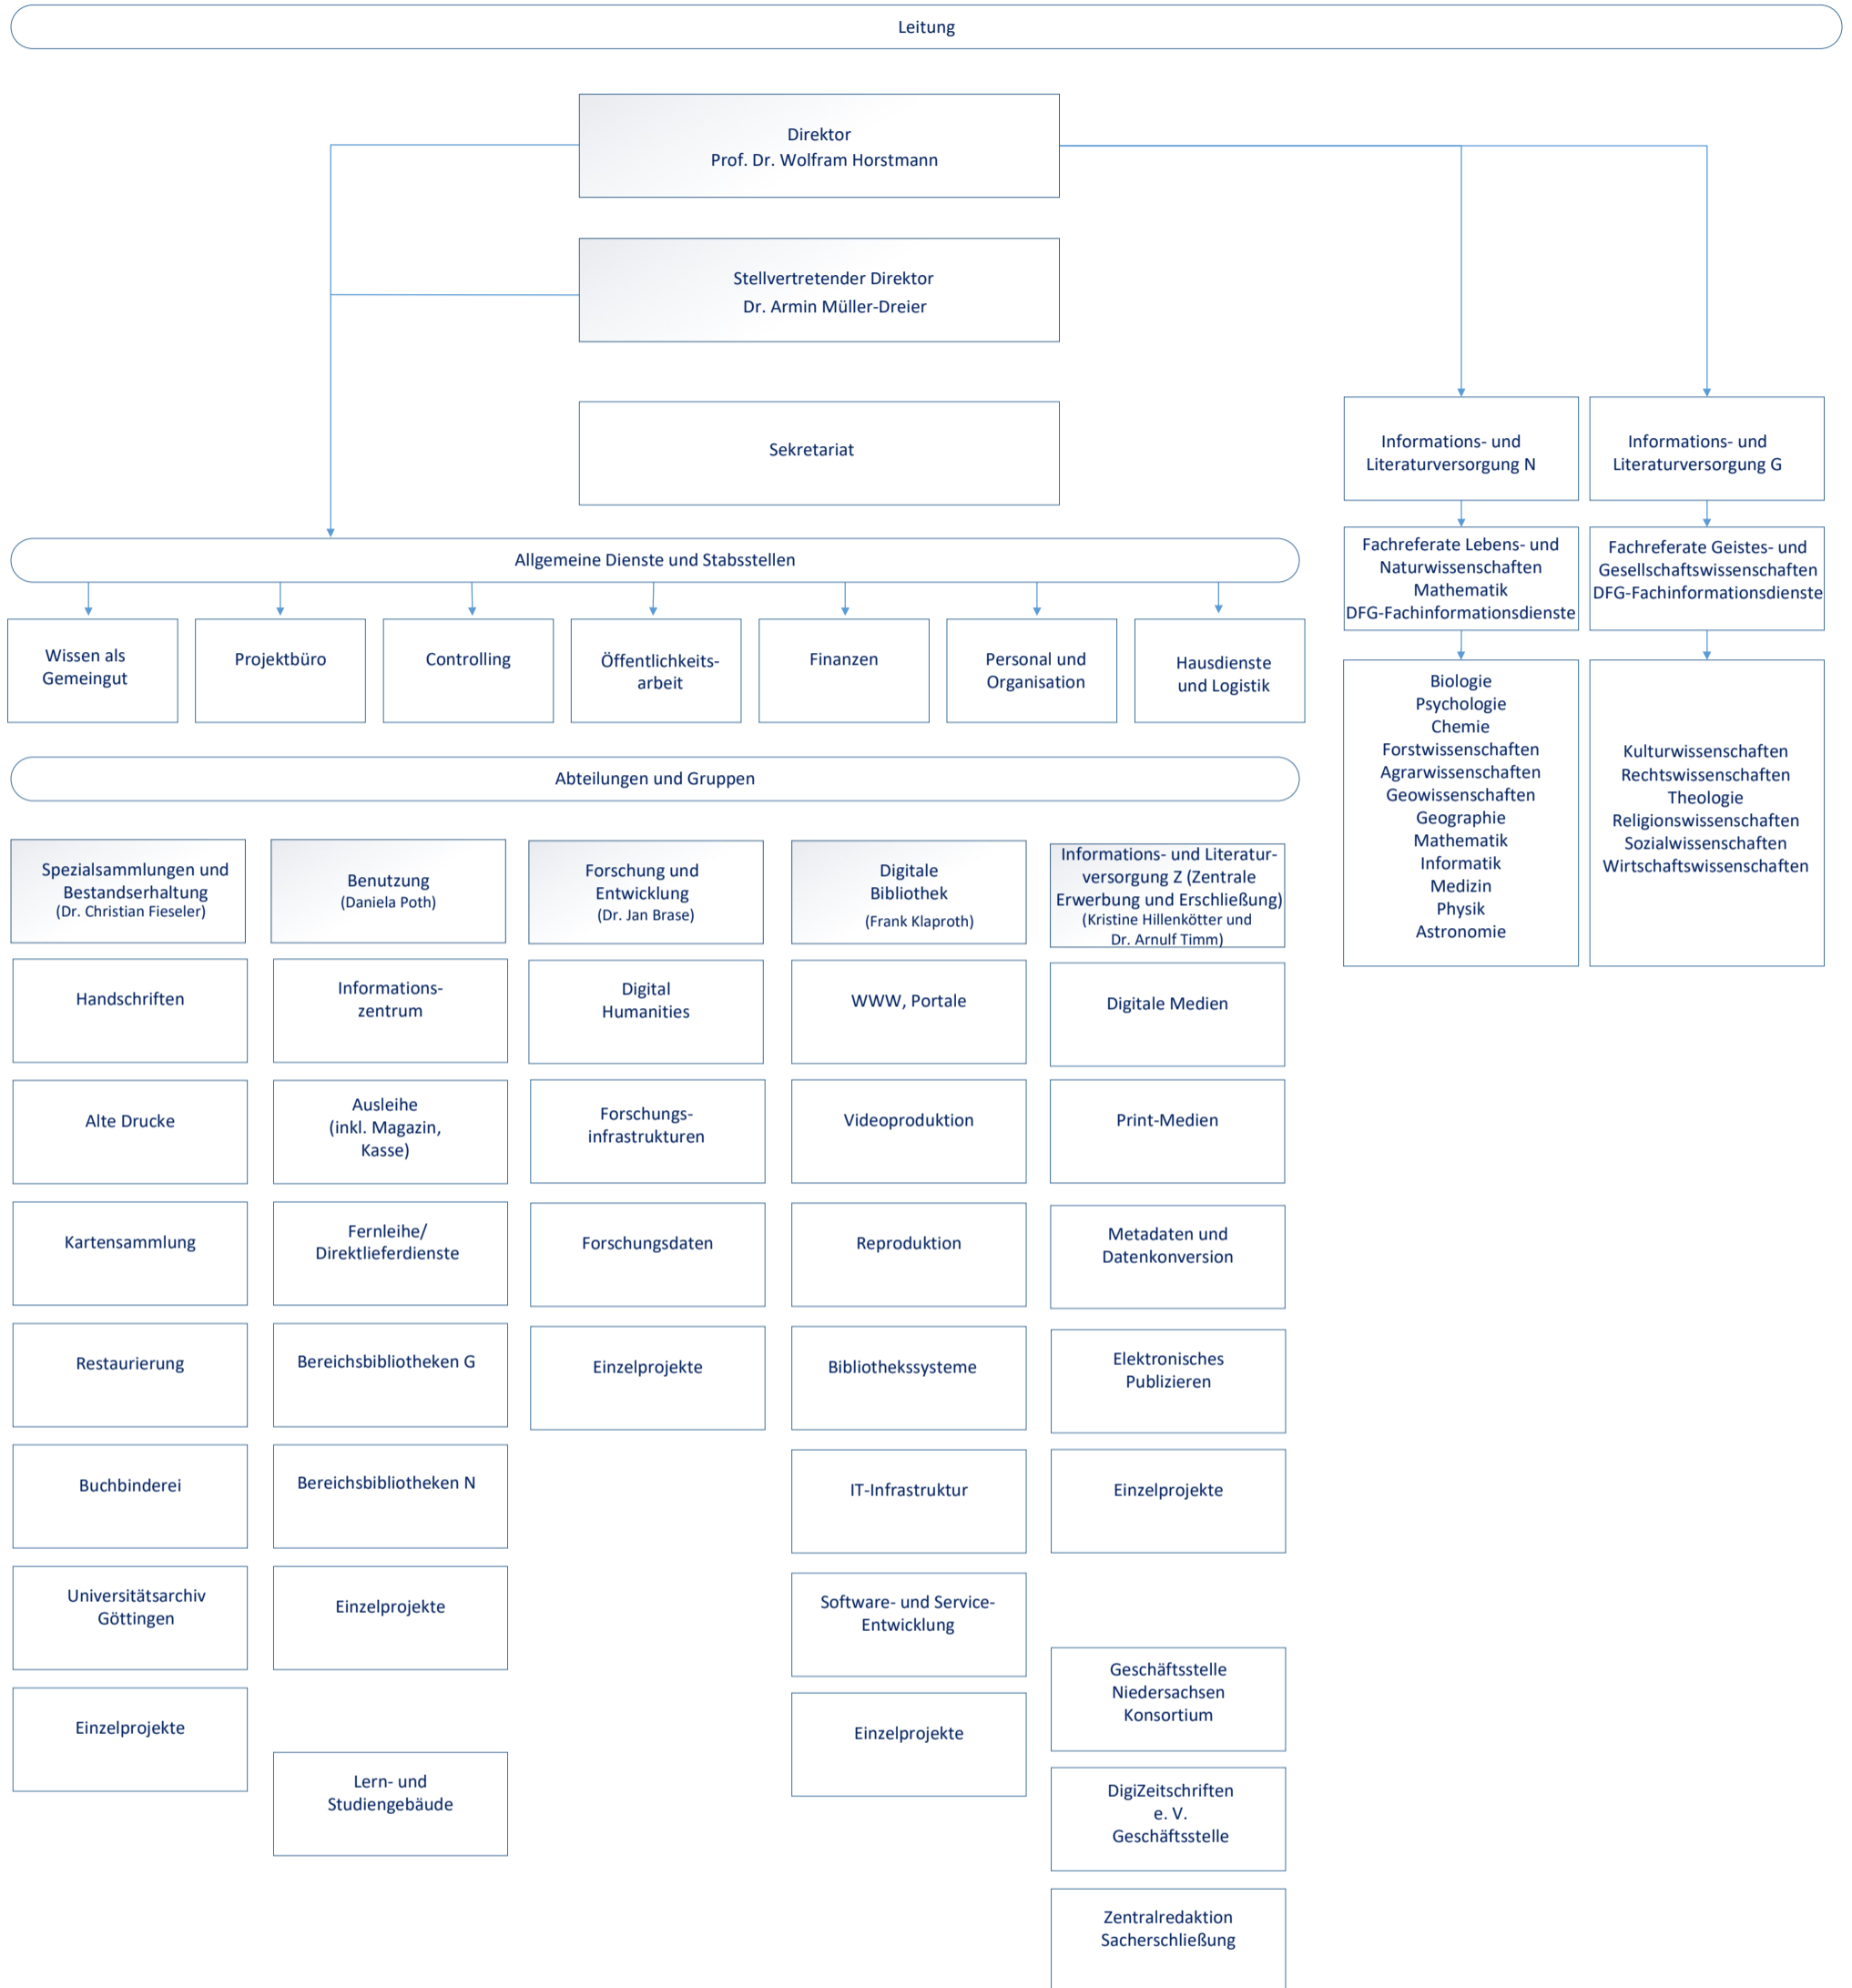 Leitung
Direktor
Prof. Dr. Wolfram Horstmann
Stellvertretender Direktor
Dr. Armin Müller-Dreier
Sekretariat
Informations- und
Literaturversorgung N
Informations- und
Literaturversorgung G
Fachreferate Lebens- und
Naturwissenschaften
Mathematik
DFG-Fachinformationsdienste
Fachreferate Geistes- und
Gesellschaftswissenschaften
DFG-Fachinformationsdienste
Biologie
Psychologie
Chemie
Forstwissenschaften
Agrarwissenschaften
Geowissenschaften
Geographie
Mathematik
Informatik
Medizin
Physik
Astronomie
Kulturwissenschaften
Rechtswissenschaften
Theologie
Religionswissenschaften
Sozialwissenschaften
Wirtschaftswissenschaften
Allgemeine Dienste und Stabsstellen
Wissen als
Gemeingut
Projektbüro
Controlling
Öffentlichkeits-
arbeit
Finanzen
Personal und
Organisation
Hausdienste
und Logistik
Abteilungen und Gruppen
Spezialsammlungen und
Bestandserhaltung
(Dr. Christian Fieseler)
Handschriften
Alte Drucke
Kartensammlung
Restaurierung
Buchbinderei
Universitätsarchiv
Göttingen
Einzelprojekte
Benutzung
(Daniela Poth)
Informations-
zentrum
Ausleihe
(inkl. Magazin,
Kasse)
Fernleihe/
Direktlieferdienste
Bereichsbibliotheken G
Bereichsbibliotheken N
Einzelprojekte
Lern- und
Studiengebäude
Forschung und
Entwicklung
(Dr. Jan Brase)
Digital
Humanities
Forschungs-
infrastrukturen
Forschungsdaten
Einzelprojekte
Digitale
Bibliothek
(Frank Klaproth)
WWW, Portale
Videoproduktion
Reproduktion
Bibliothekssysteme
IT-Infrastruktur
Software- und Service-
Entwicklung
Einzelprojekte
Informations- und Literatur-
versorgung Z (Zentrale
Erwerbung und Erschließung)
(Kristine Hillenkötter und
Dr. Arnulf Timm)
Digitale Medien
Print-Medien
Metadaten und
Datenkonversion
Elektronisches
Publizieren
Einzelprojekte
Geschäftsstelle
Niedersachsen
Konsortium
DigiZeitschriften
e. V.
Geschäftsstelle
Zentralredaktion
Sacherschließung